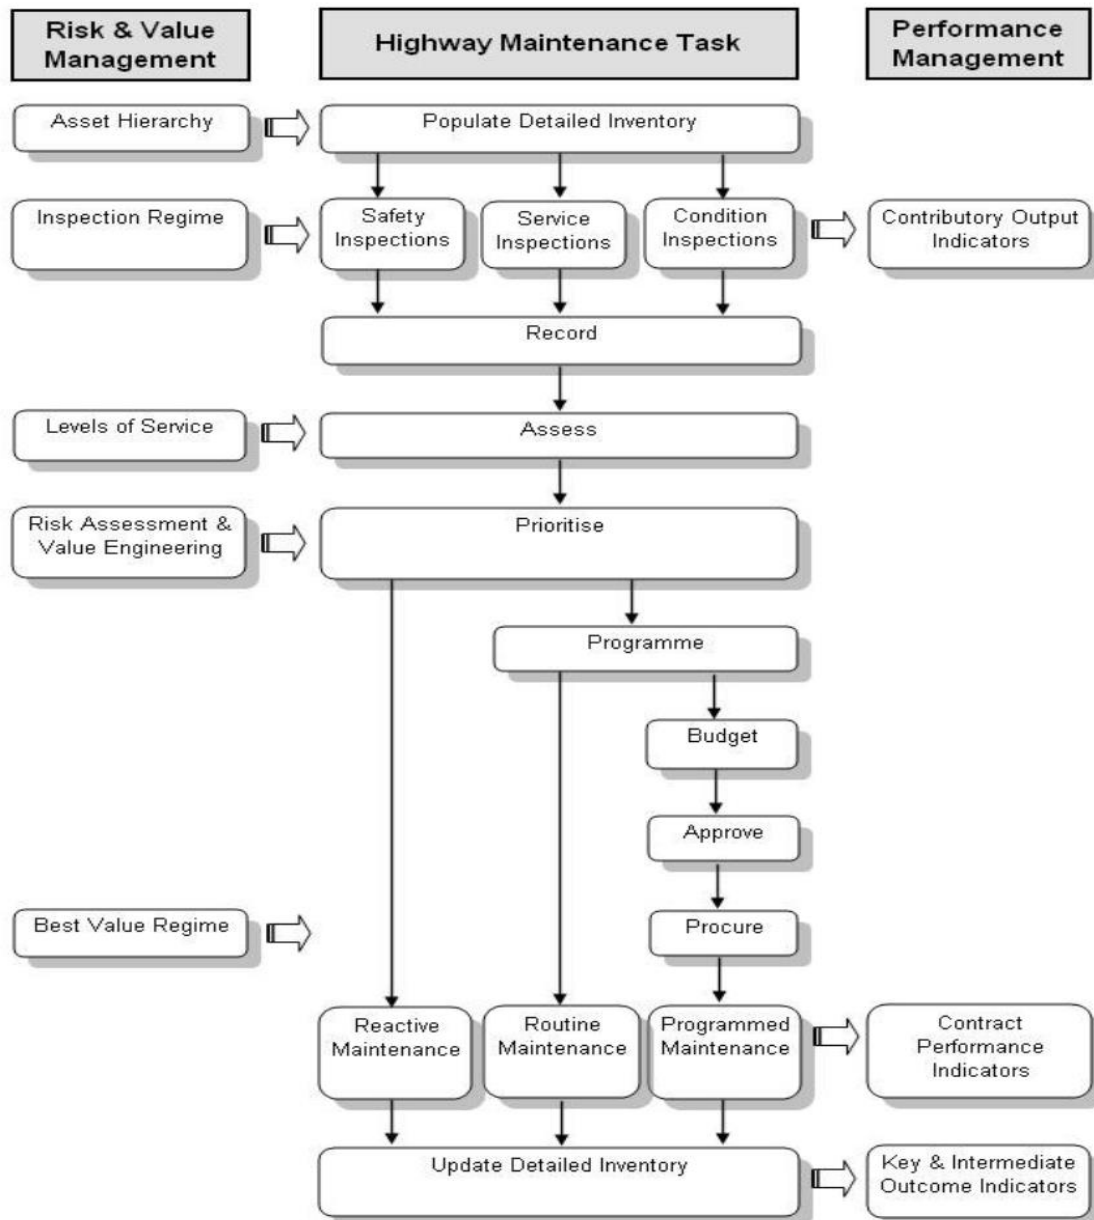 Risk & Value
Management
Highway Maintenance Task
Performance
Management
Asset Hierarchy
Populate Detailed Inventory
Inspection Regime
Safety
Inspections
Service
Inspections
Condition
Inspections
Contributory Output
Indicators
Record
Levels of Service
Assess
Risk Assessment &
Value Engineering
Prioritise
Programme
Budget
Approve
Best Value Regime
Procure
Reactive
Maintenance
Routine
Maintenance
Programmed
Maintenance
Contract
Performance
Indicators
Update Detailed Inventory
Key & Intermediate
Outcome Indicators